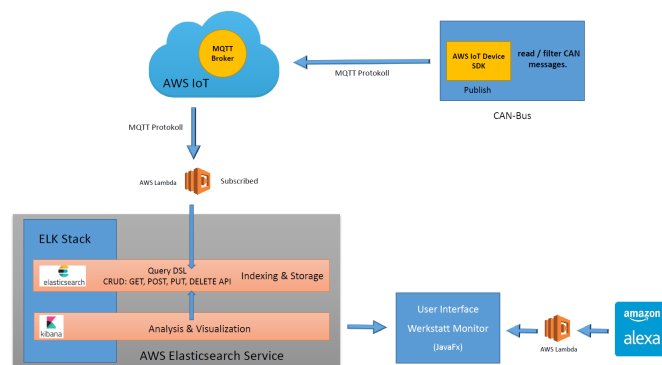 MQTT
Broker
AWS IoT
MQTT Protokoll
AWS IoT Device
SDK
read / filter CAN
messages.
Publish
CAN-Bus
MQTT Protokoll
AWS Lambda
Subscribed
ELK Stack
elasticsearch
Query DSL
CRUD: GET, POST, PUT, DELETE API
Indexing & Storage
kibana
Analysis & Visualization
AWS Elasticsearch Service
User Interface
Werkstatt Monitor
(JavaFx)
AWS Lambda
amazon
alexa